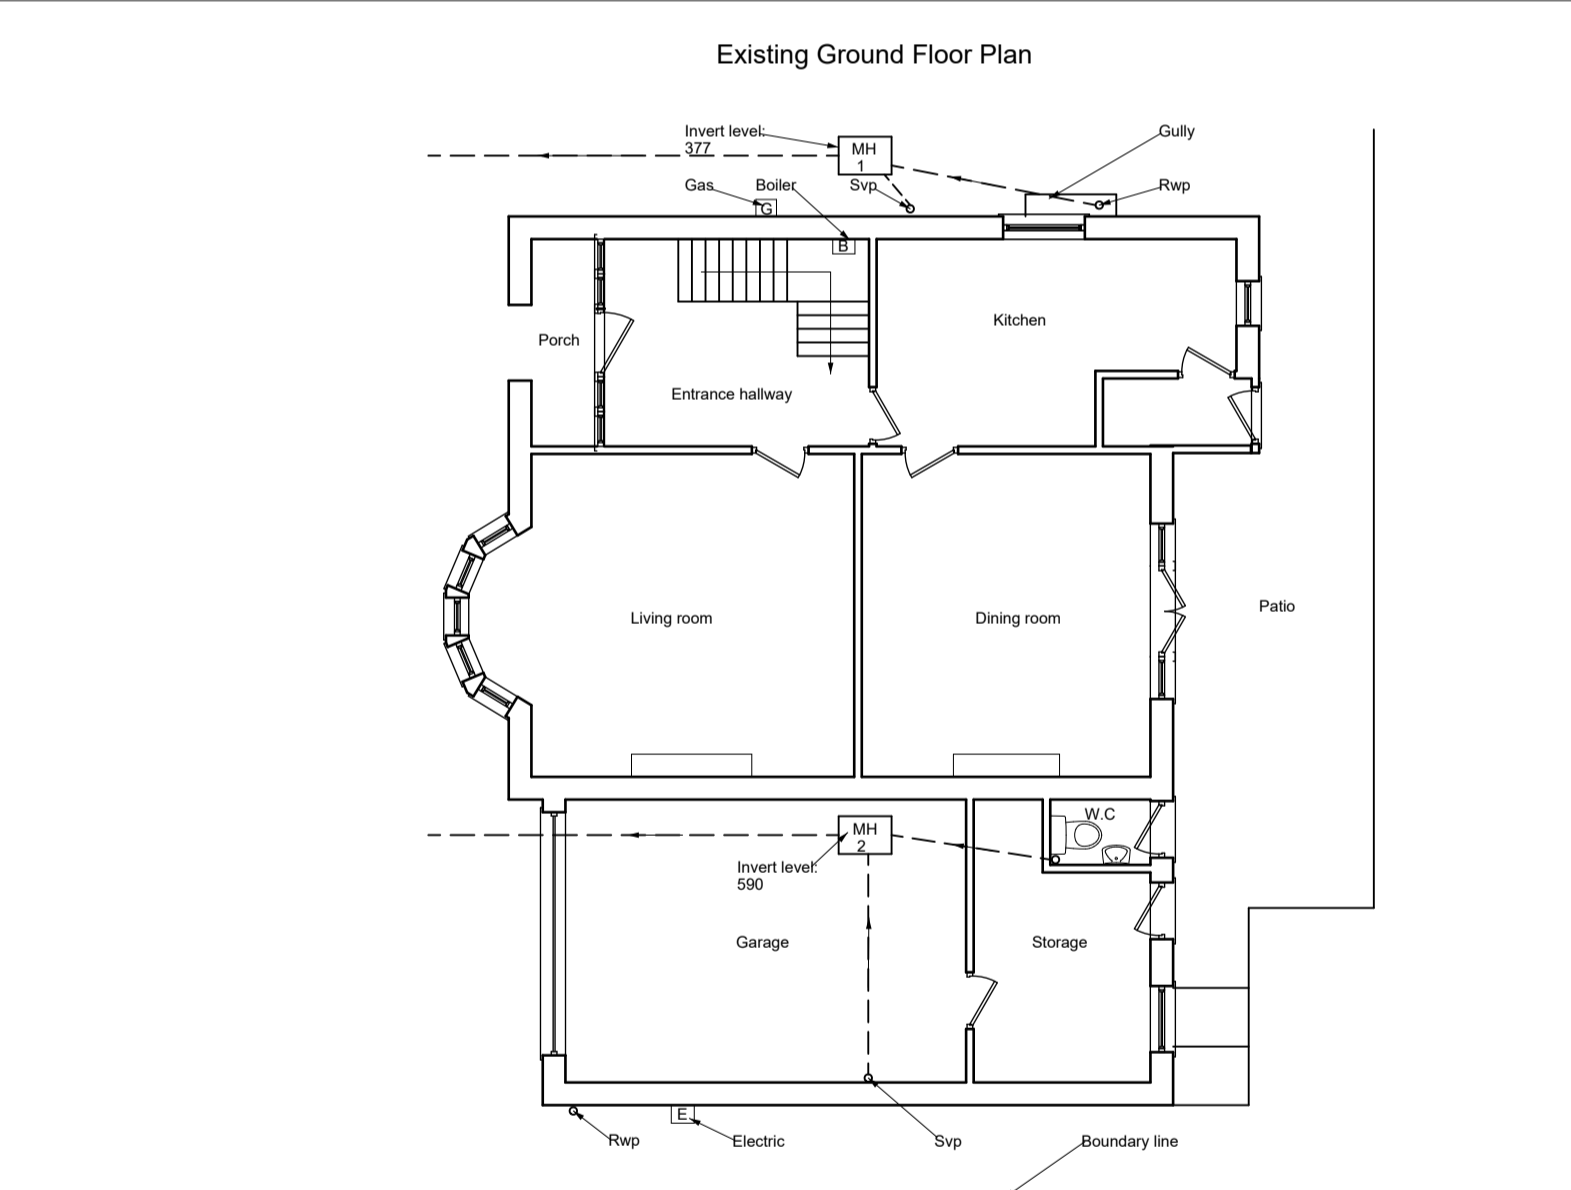 Existing Ground Floor Plan
Invert level:
377
MH
1
Gully
Gas
Boiler
Svp
Rwp
G
B
Porch
Kitchen
Entrance hallway
Living room
Dining room
Patio
W.C
MH
2
Invert level:
590
Garage
Storage
E
Rwp
Electric
Svp
Boundary line